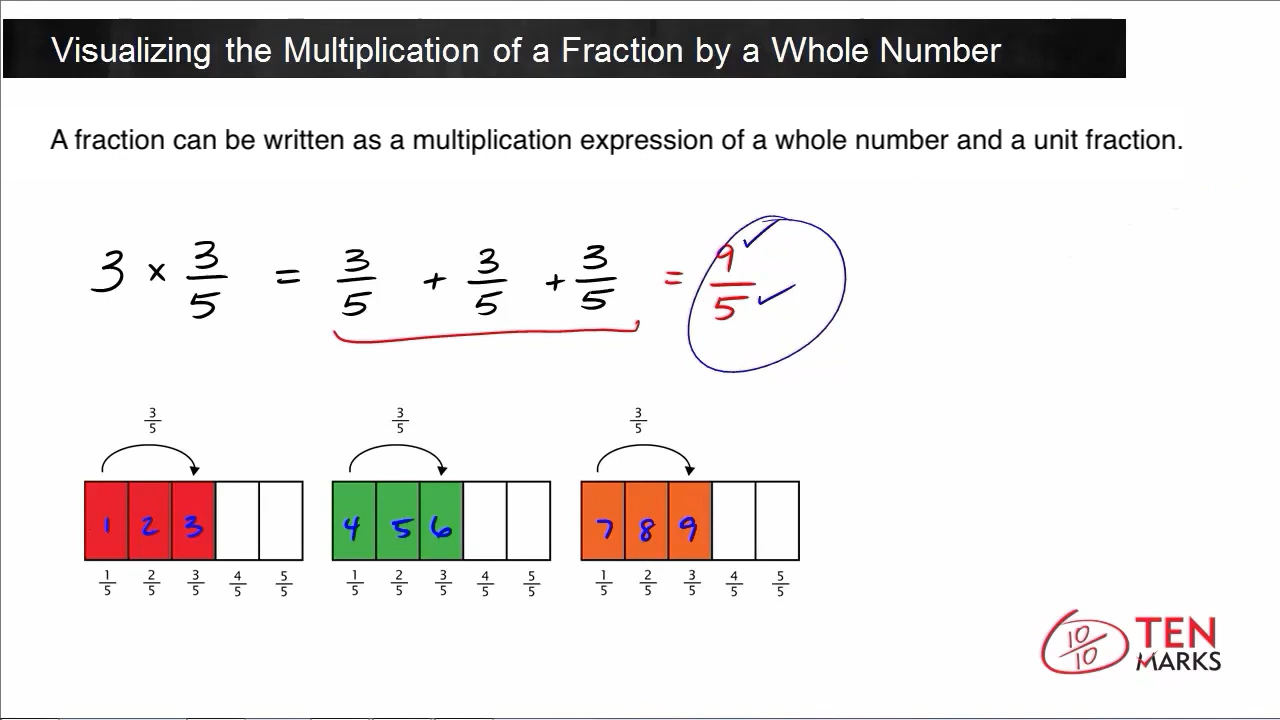 Visualizing the Multiplication of a Fraction by a Whole Number
A fraction can be written as a multiplication expression of a whole number and a unit fraction.
3 × 3/5 = 3/5 + 3/5 + 3/5 = 9/5
3/5 3/5 3/5
1 2 3 4 5 6 7 8 9
1/5 2/5 3/5 4/5 5/5 1/5 2/5 3/5 4/5 5/5 1/5 2/5 3/5 4/5 5/5
10/10 TEN
MARKS